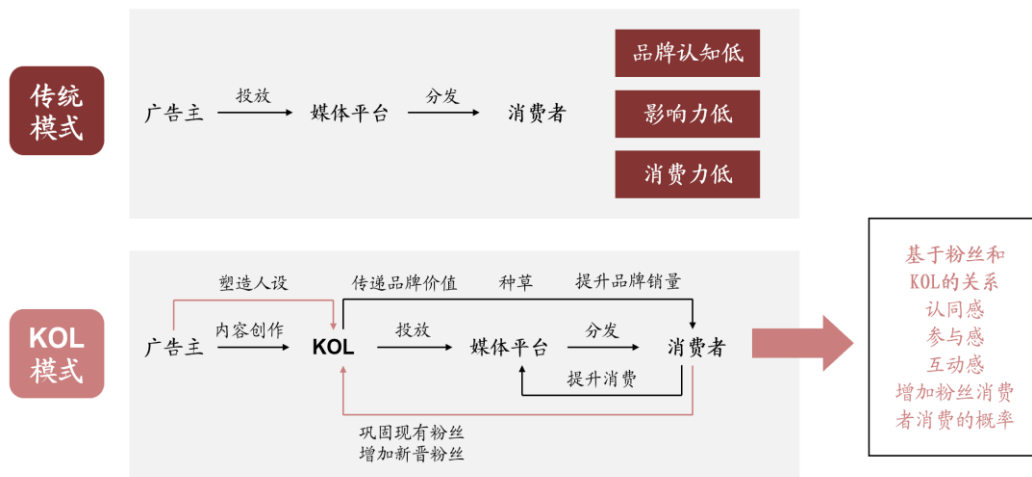 传统
模式
广告主
投放
媒体平台
分发
消费者
品牌认知低
影响力低
消费力低
KOL
模式
塑造人设
传递品牌价值
种草
提升品牌销量
广告主
内容创作
KOL
投放
媒体平台
分发
消费者
提升消费
巩固现有粉丝
增加新晋粉丝
基于粉丝和
KOL的关系
认同感
参与感
互动感
增加粉丝消费
者消费的概率